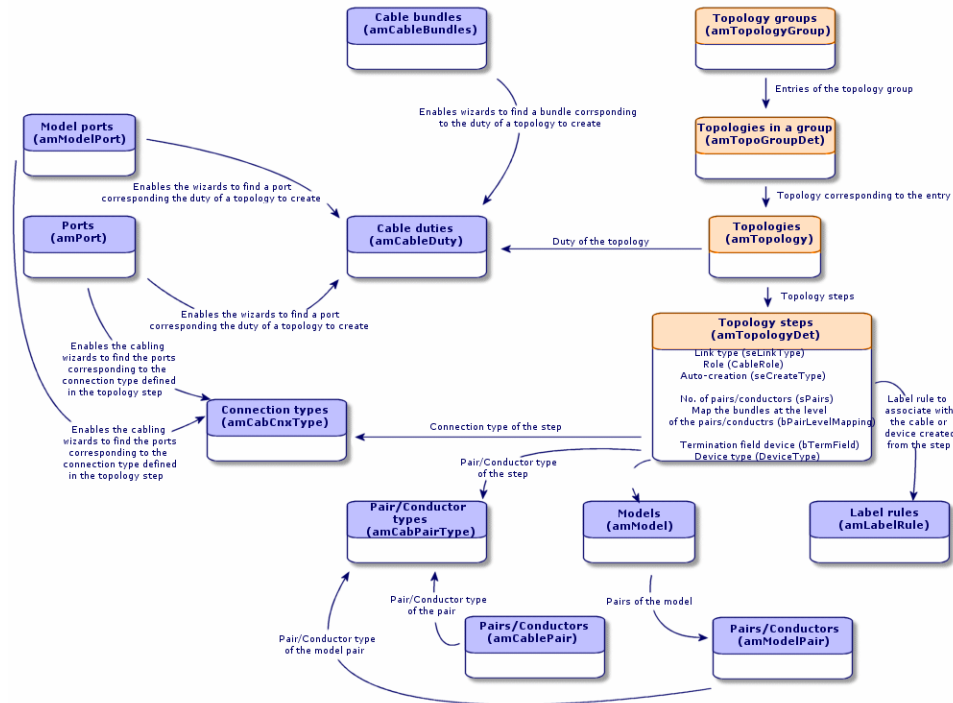 Cable bundles
(amCableBundles)
Topology groups
(amTopologyGroup)
Entries of the topology group
Enables wizards to find a bundle corrsponding
to the duty of a topology to create
Model ports
(amModelPort)
Topologies in a group
(amTopoGroupDet)
Enables the wizards to find a port
corresponding the duty of a topology to create
Topology corresponding to the entry
Ports
(amPort)
Cable duties
(amCableDuty)
Duty of the topology
Topologies
(amTopology)
Topology steps
Enables the wizards to find a port
corresponding the duty of a topology to create
Topology steps
(amTopologyDet)
Link type (seLinkType)
Role (CableRole)
Auto-creation (seCreateType)
No. of pairs/conductors (sPairs)
Map the bundles at the level
of the pairs/conductrs (bPairLevelMapping)
Termination field device (bTermField)
Device type (DeviceType)
Enables the cabling
wizards to find the ports
corresponding to the
connection type defined
in the topology step
Label rule to
associate with
the cable or
device created
from the step
Connection types
(amCabCnxType)
Connection type of the step
Enables the cabling
wizards to find the ports
corresponding to the
connection type defined
in the topology step
Pair/Conductor type
of the step
Pair/Conductor
types
(amCabPairType)
Models
(amModel)
Label rules
(amLabelRule)
Pair/Conductor type
of the pair
Pairs of the model
Pair/Conductor type
of the model pair
Pairs/Conductors
(amCablePair)
Pairs/Conductors
(amModelPair)